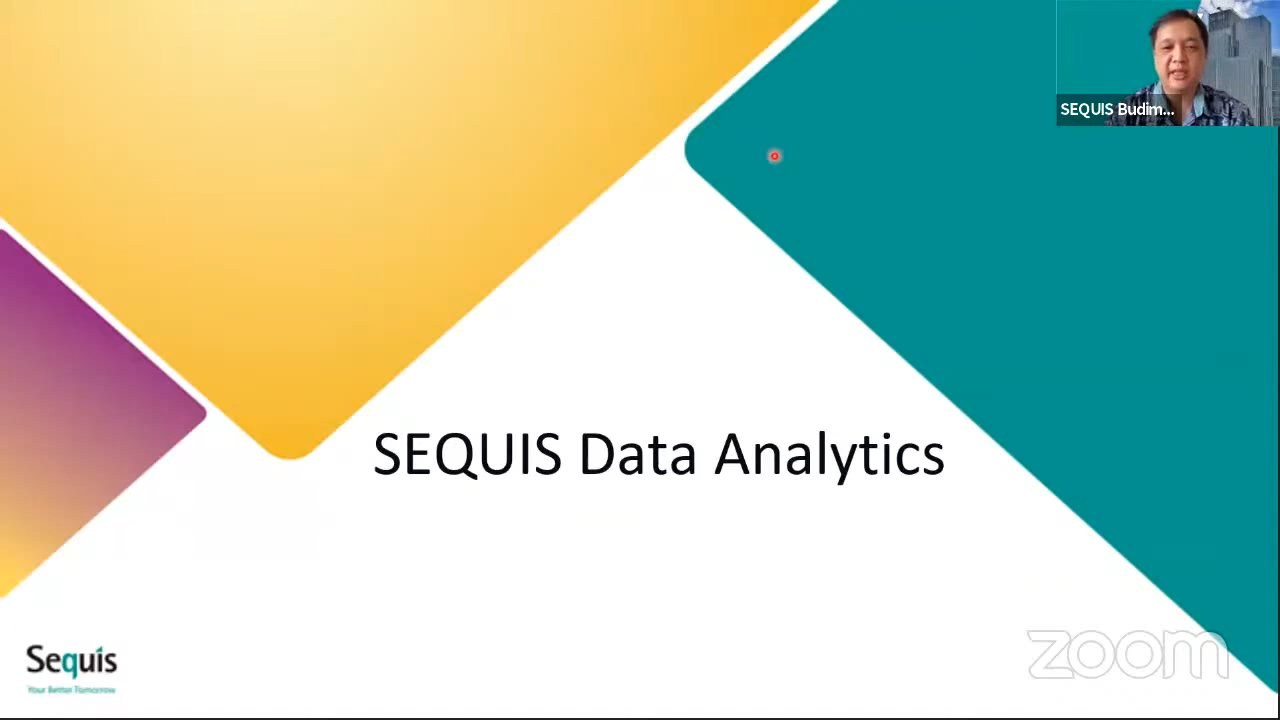 SEQUIS Budim...
SEQUIS Data Analytics
Sequis
Your Better Tomorrow
zoom